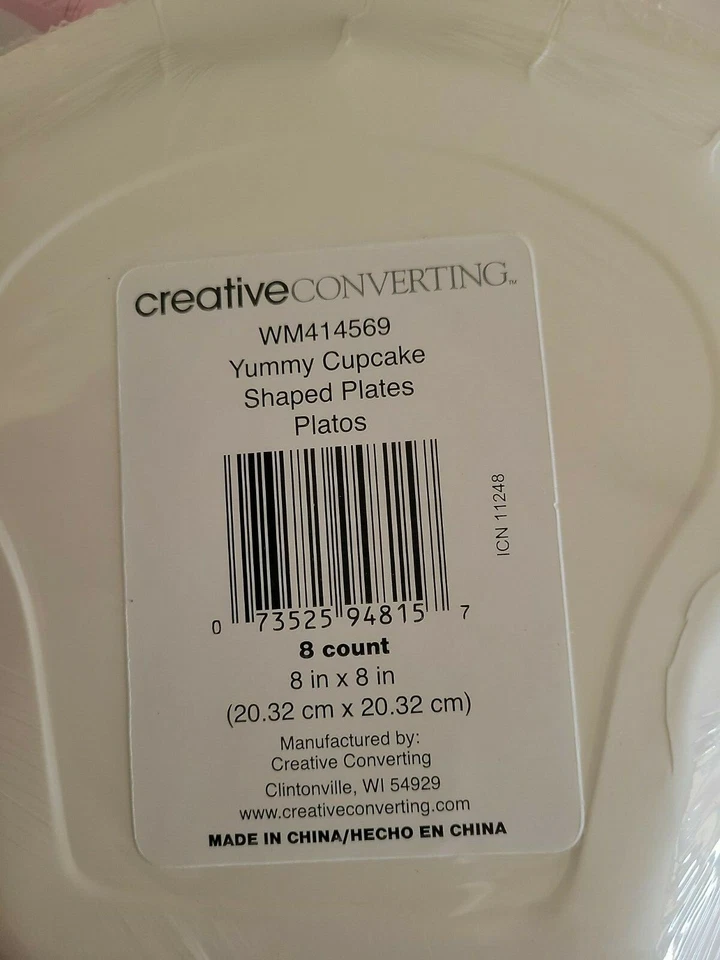 creativeCONVERTING™
WM414569
Yummy Cupcake
Shaped Plates
Platos
ICN 11248
0 73525 94815 7
8 count
8 in x 8 in
(20.32 cm x 20.32 cm)
Manufactured by:
Creative Converting
Clintonville, WI 54929
www.creativeconverting.com
MADE IN CHINA/HECHO EN CHINA